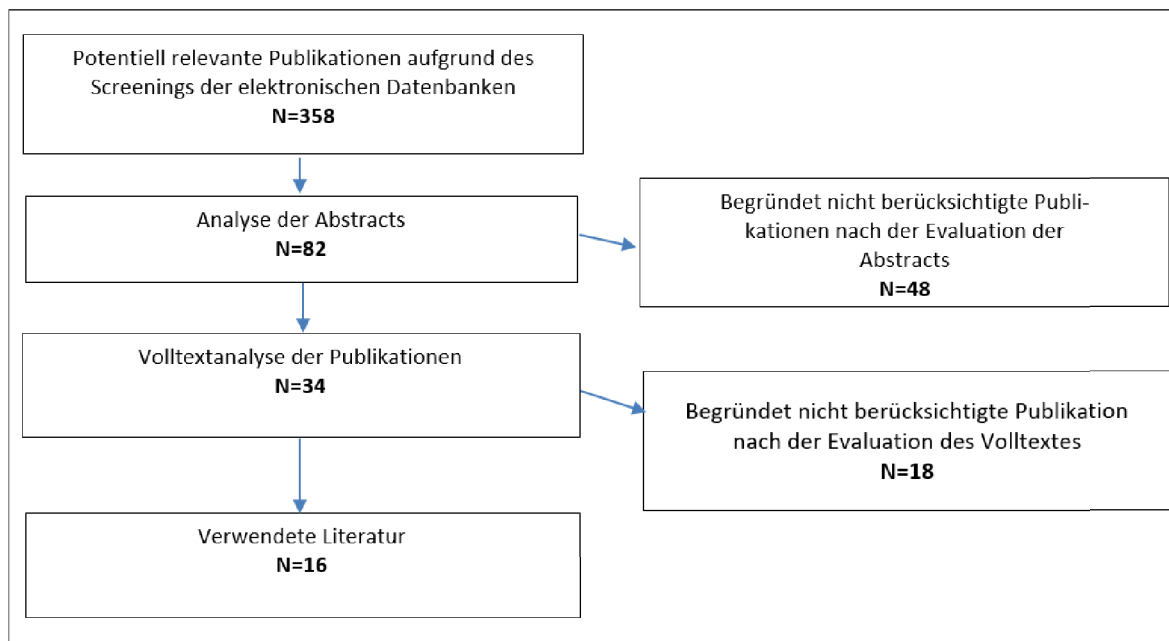 Potentiell relevante Publikationen aufgrund des
Screenings der elektronischen Datenbanken
N=358
Analyse der Abstracts
N=82
Begründet nicht berücksichtigte Publi-
kationen nach der Evaluation der
Abstracts
N=48
Volltextanalyse der Publikationen
N=34
Begründet nicht berücksichtigte Publikation
nach der Evaluation des Volltextes
N=18
Verwendete Literatur
N=16